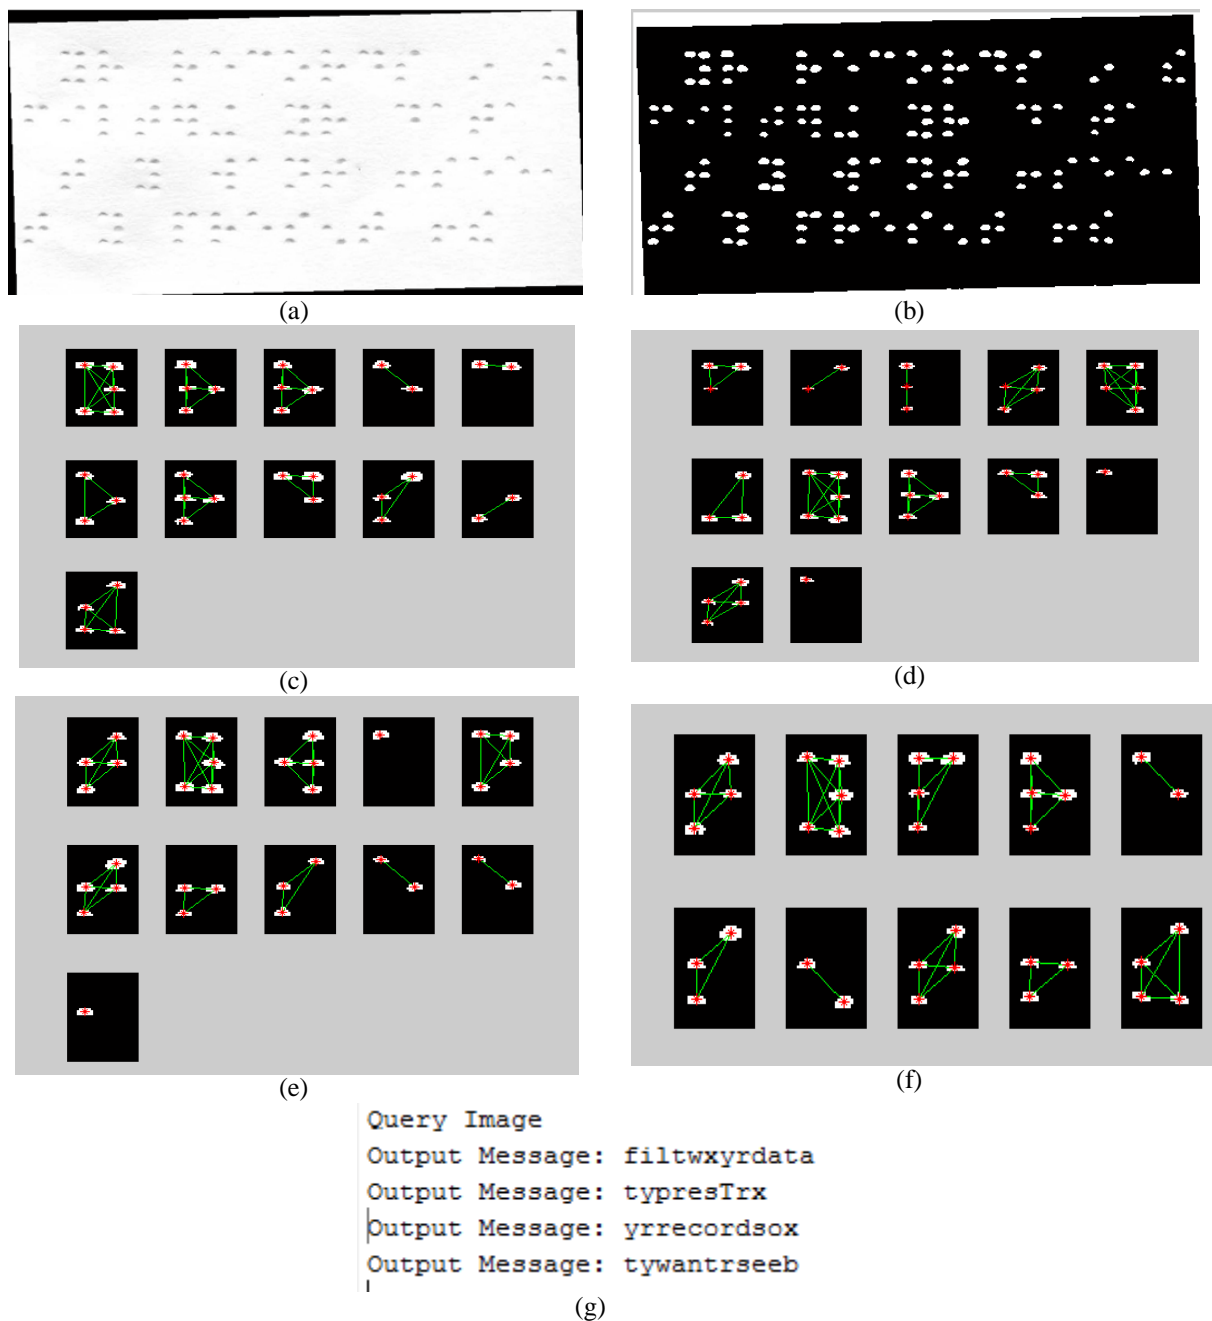 (a)
(b)
(c)
(d)
(e)
(f)
Query Image
Output Message: filtwxyrdata
Output Message: typresTrx
Output Message: yrrecordsox
Output Message: tywantrseeb
(g)